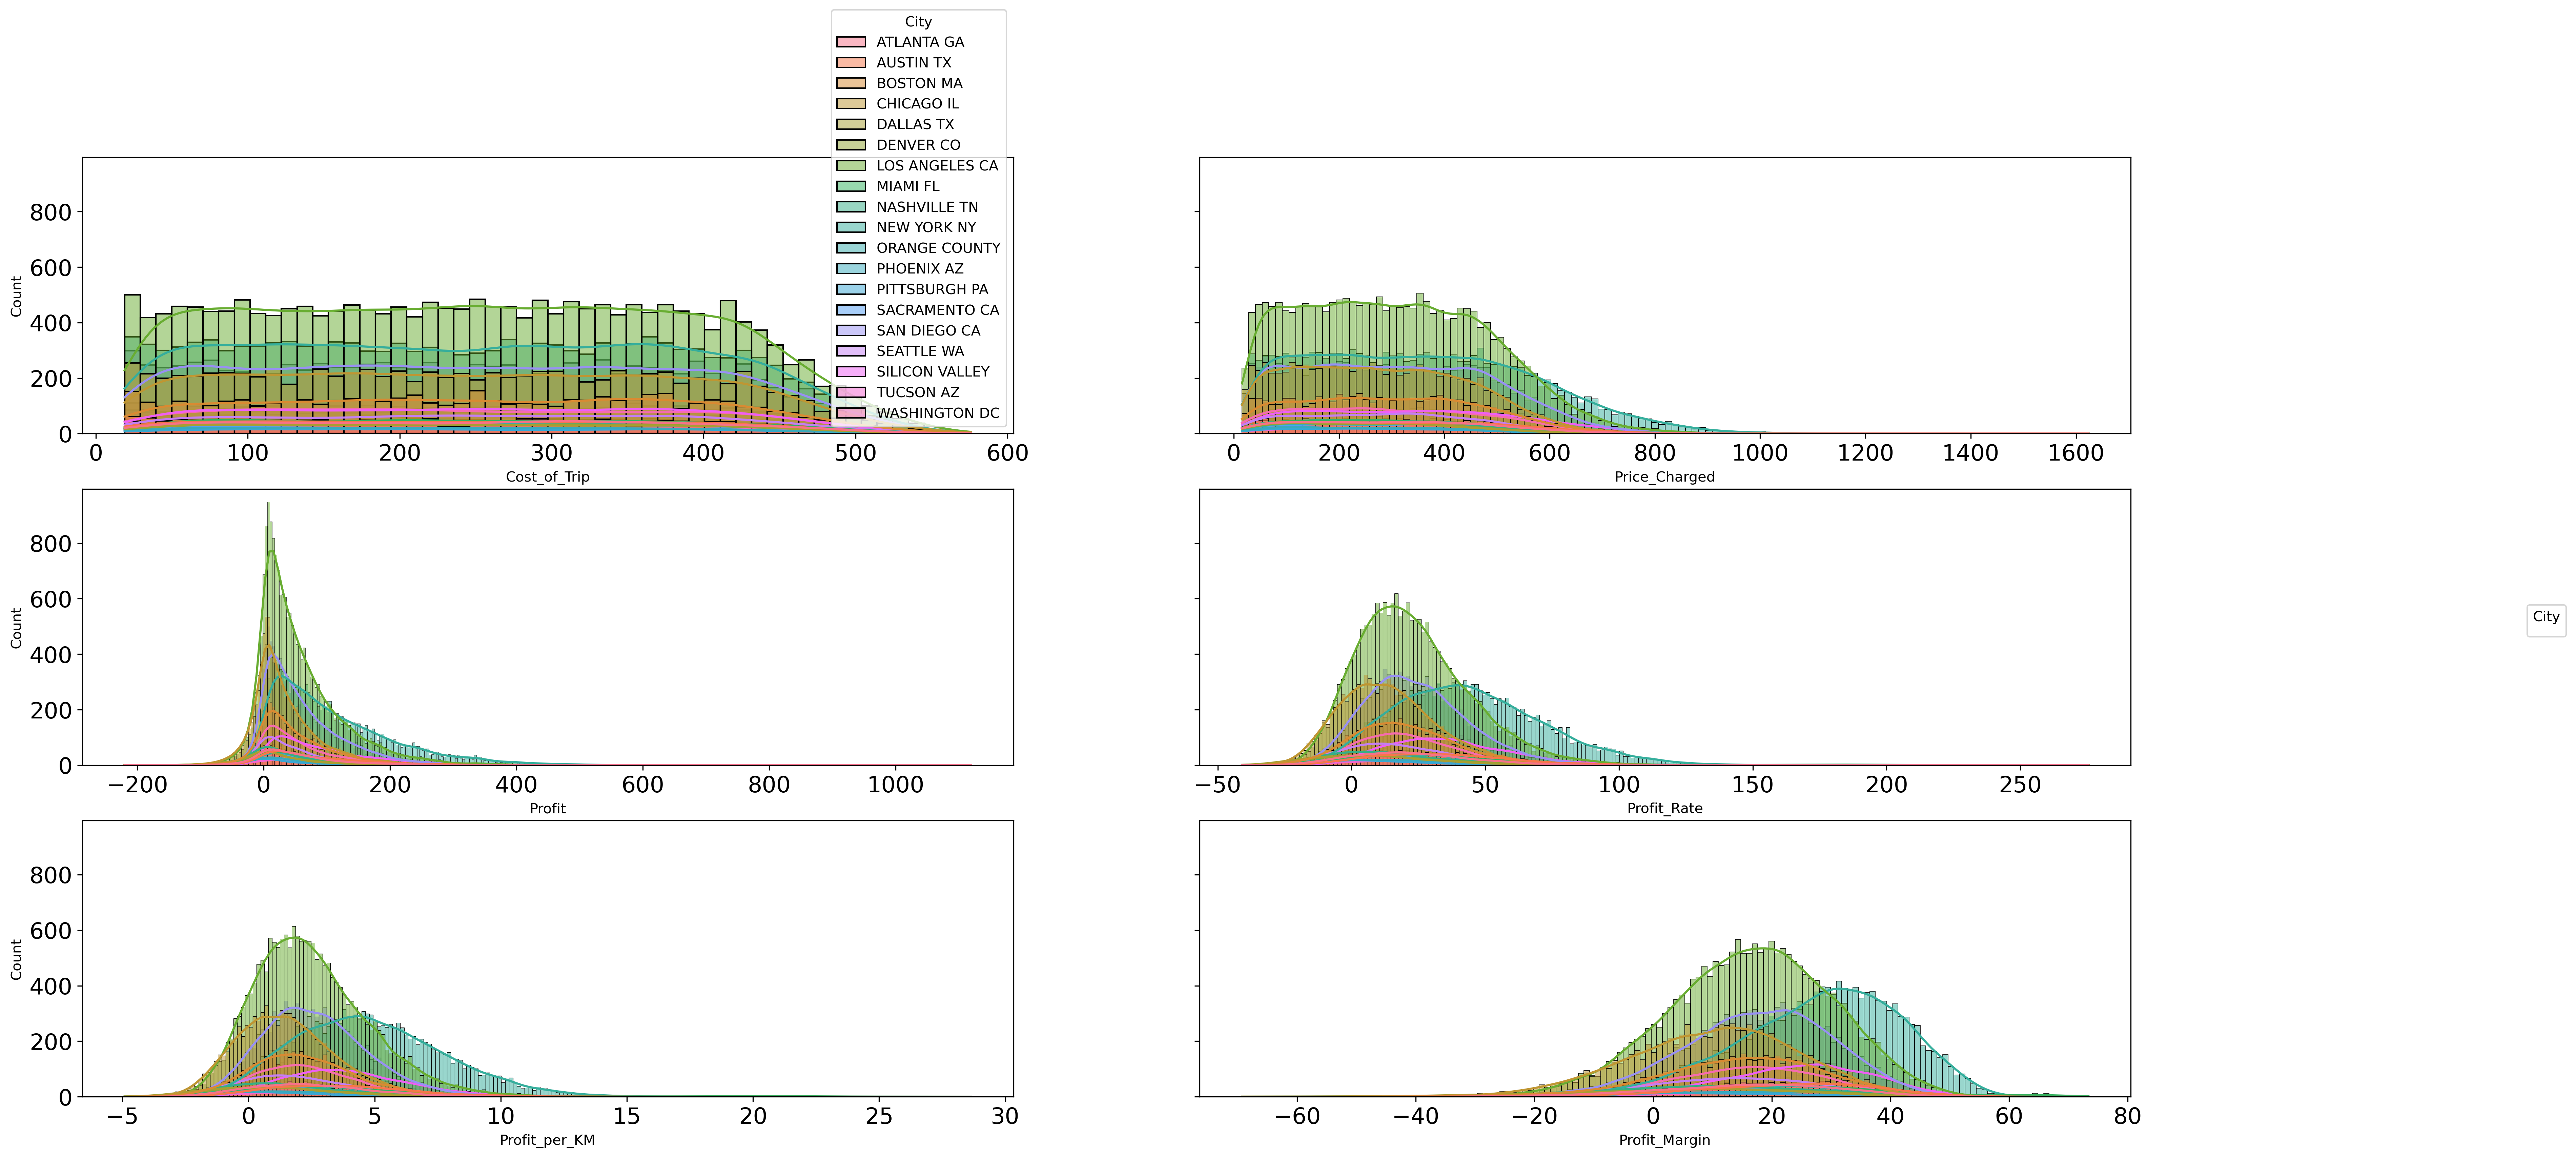 City
ATLANTA GA
AUSTIN TX
BOSTON MA
CHICAGO IL
DALLAS TX
DENVER CO
LOS ANGELES CA
MIAMI FL
NASHVILLE TN
NEW YORK NY
ORANGE COUNTY
PHOENIX AZ
PITTSBURGH PA
SACRAMENTO CA
SAN DIEGO CA
SEATTLE WA
SILICON VALLEY
TUCSON AZ
WASHINGTON DC
Count
800
600
400
200
0
0 100 200 300 400 500 600
Cost_of_Trip
0 200 400 600 800 1000 1200 1400 1600
Price_Charged
Count
800
600
400
200
0
−200 0 200 400 600 800 1000
Profit
−50 0 50 100 150 200 250
Profit_Rate
City
Count
800
600
400
200
0
−5 0 5 10 15 20 25 30
Profit_per_KM
−60 −40 −20 0 20 40 60 80
Profit_Margin